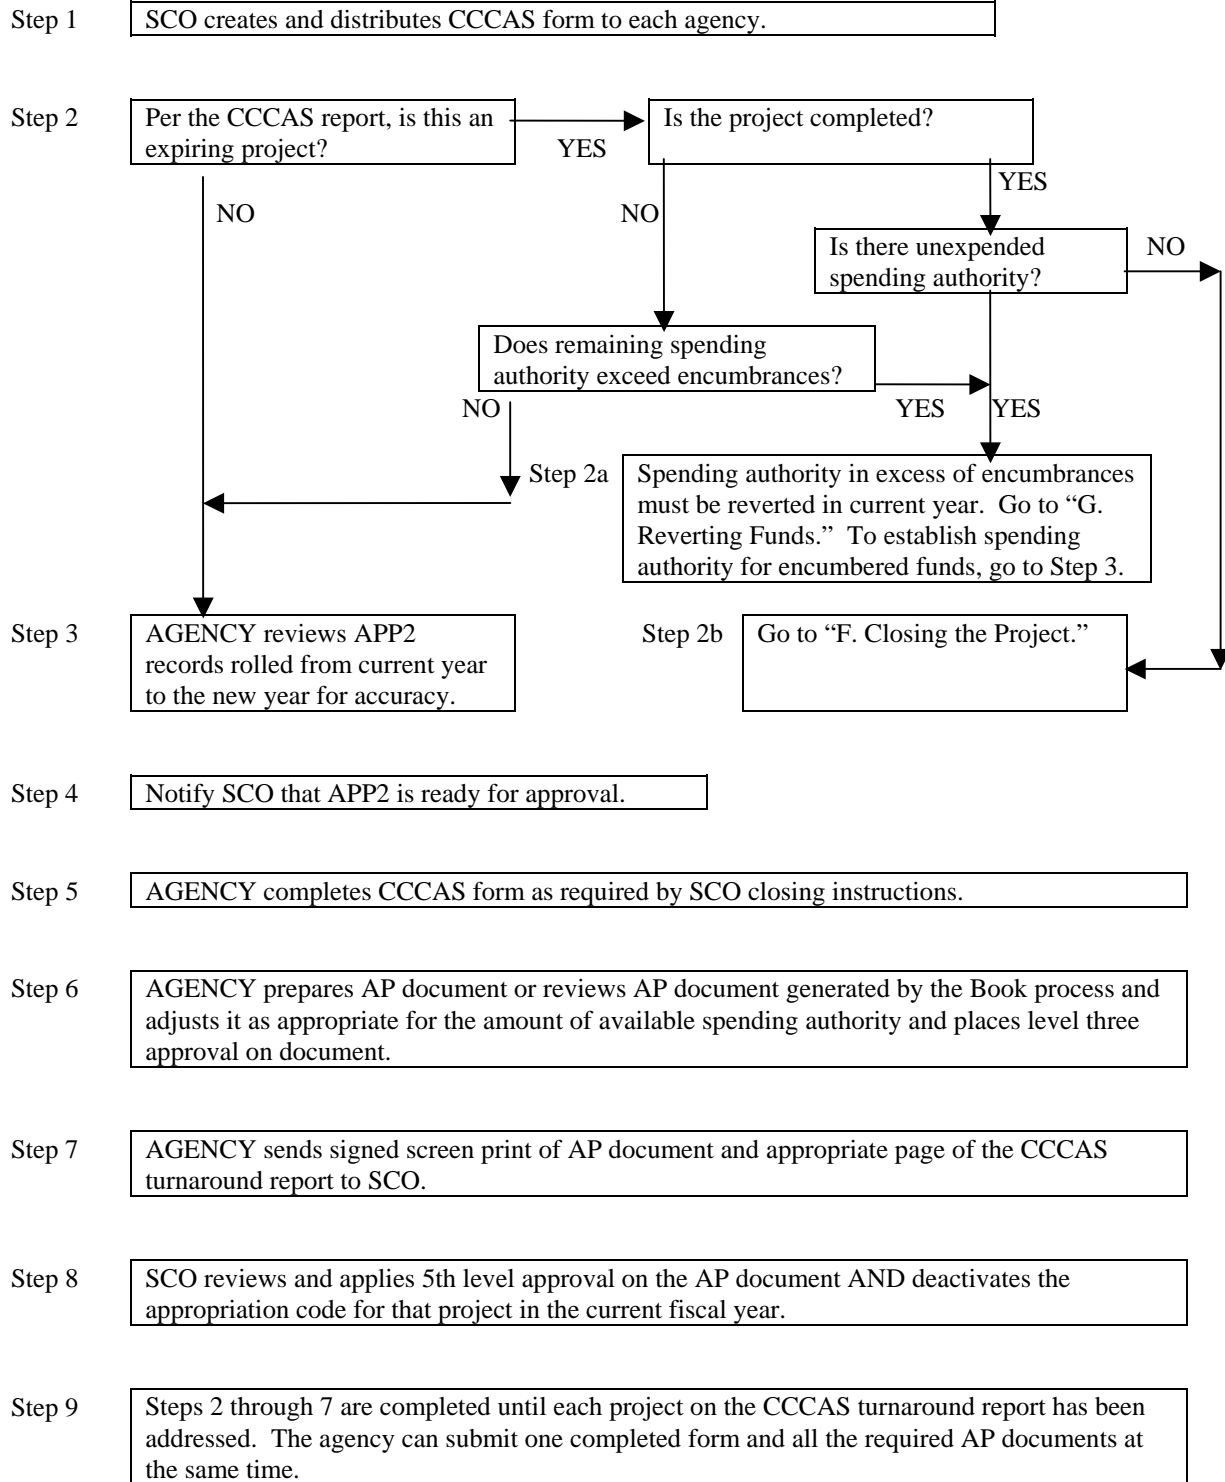 Step 1
SCO creates and distributes CCCAS form to each agency.
Step 2
Per the CCCAS report, is this an
expiring project?
YES
Is the project completed?
NO
NO
YES
Is there unexpended
spending authority?
NO
Does remaining spending
authority exceed encumbrances?
NO
YES
YES
Step 2a
Spending authority in excess of encumbrances
must be reverted in current year.  Go to “G.
Reverting Funds.”  To establish spending
authority for encumbered funds, go to Step 3.
Step 3
AGENCY reviews APP2
records rolled from current year
to the new year for accuracy.
Step 2b
Go to “F. Closing the Project.”
Step 4
Notify SCO that APP2 is ready for approval.
Step 5
AGENCY completes CCCAS form as required by SCO closing instructions.
Step 6
AGENCY prepares AP document or reviews AP document generated by the Book process and
adjusts it as appropriate for the amount of available spending authority and places level three
approval on document.
Step 7
AGENCY sends signed screen print of AP document and appropriate page of the CCCAS
turnaround report to SCO.
Step 8
SCO reviews and applies 5th level approval on the AP document AND deactivates the
appropriation code for that project in the current fiscal year.
Step 9
Steps 2 through 7 are completed until each project on the CCCAS turnaround report has been
addressed.  The agency can submit one completed form and all the required AP documents at
the same time.